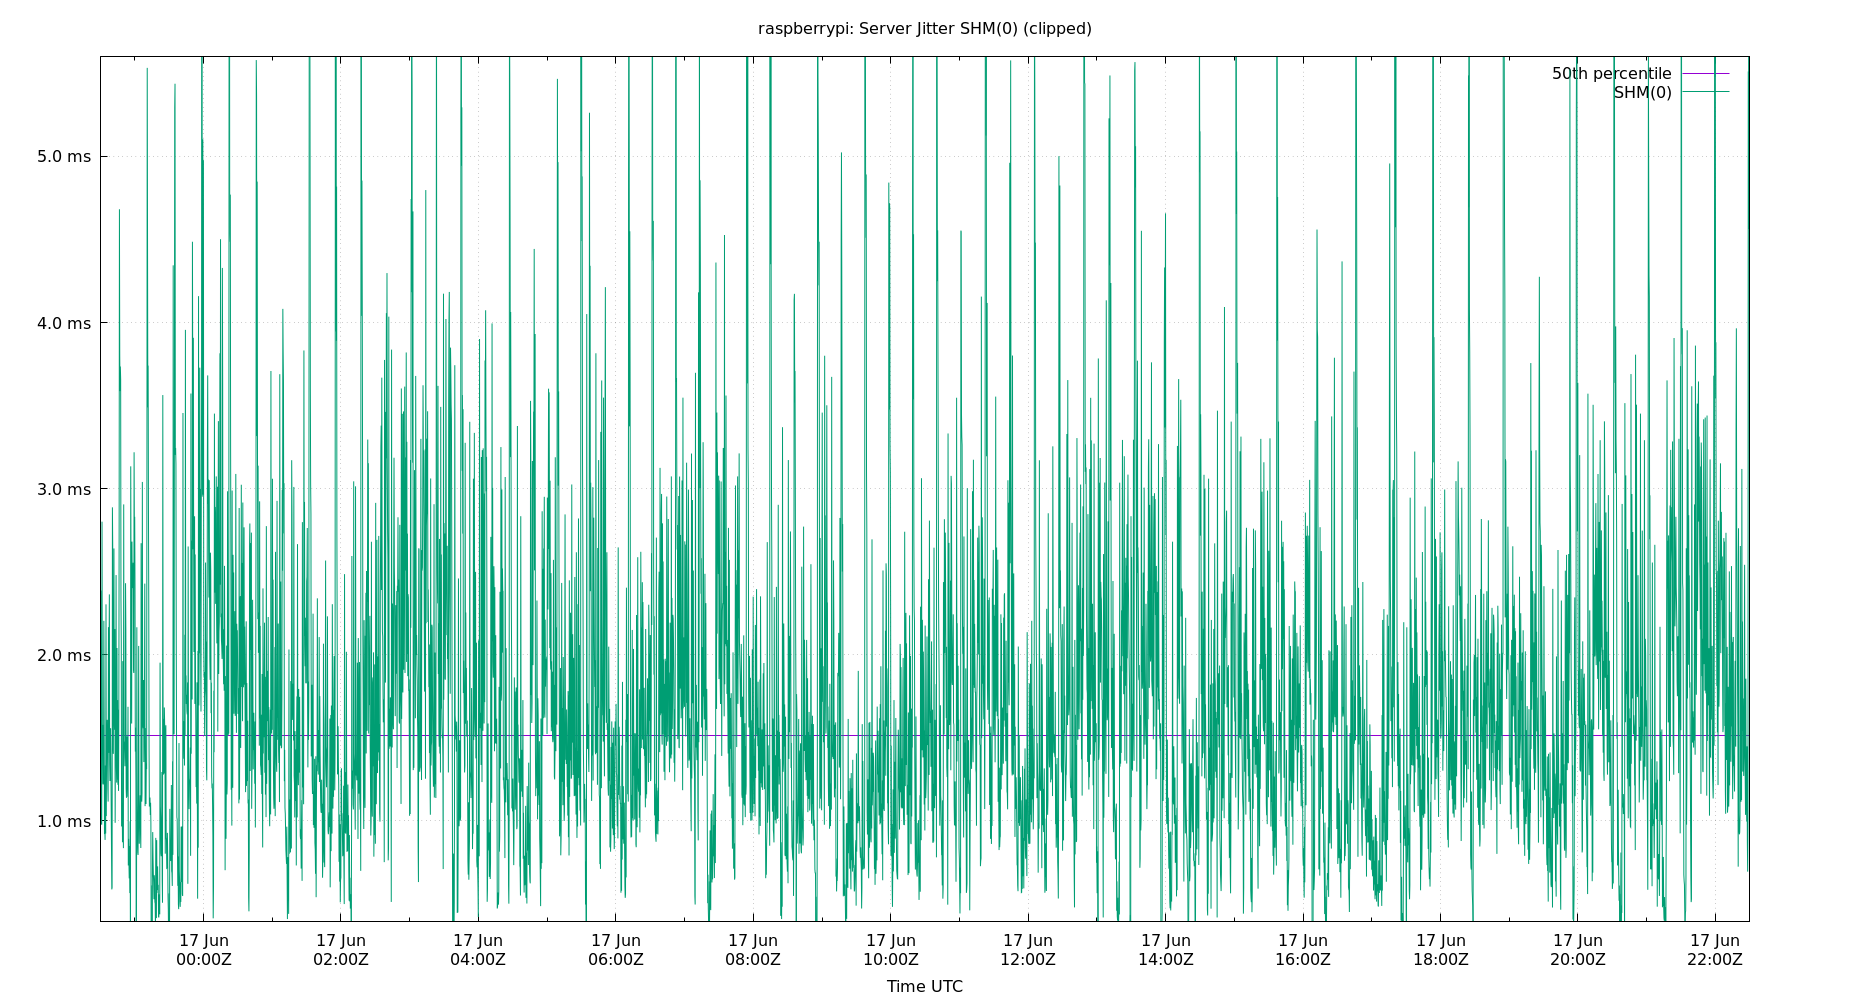 raspberrypi: Server Jitter SHM(0) (clipped)
50th percentile
SHM(0)
5.0 ms
4.0 ms
3.0 ms
2.0 ms
1.0 ms
17 Jun 17 Jun 17 Jun 17 Jun 17 Jun 17 Jun 17 Jun 17 Jun 17 Jun 17 Jun 17 Jun 17 Jun
00:00Z 02:00Z 04:00Z 06:00Z 08:00Z 10:00Z 12:00Z 14:00Z 16:00Z 18:00Z 20:00Z 22:00Z
Time UTC